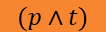 (p ∧ t)